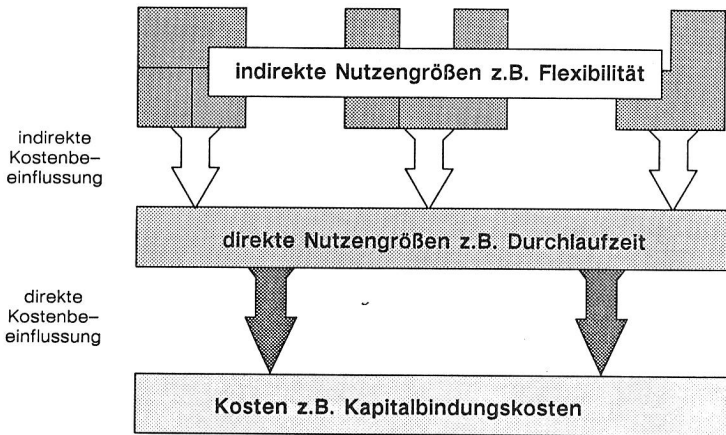 indirekte Nutzengrößen z.B. Flexibilität
indirekte
Kostenbe-
einflussung
direkte Nutzengrößen z.B. Durchlaufzeit
direkte
Kostenbe-
einflussung
Kosten z.B. Kapitalbindungskosten